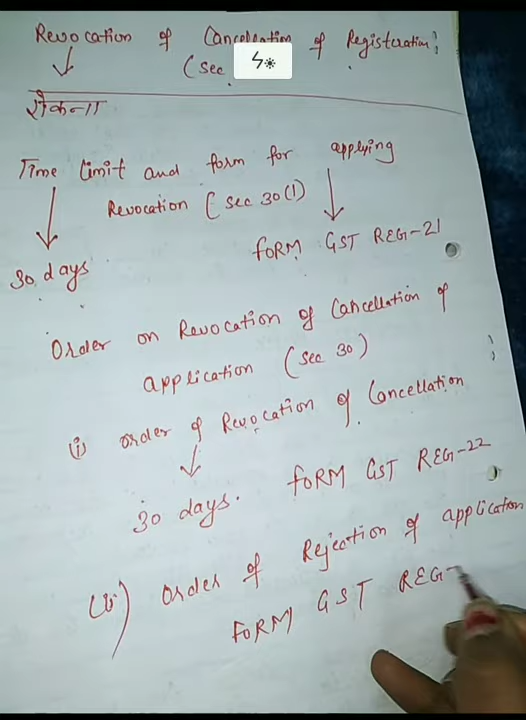 Revocation of Cancellation of Registeration;
(Sec
रोकना
Time limit and form for applying
Revocation (Sec 30(1)
30 days
FORM GST REG-21
Order on Revocation of Cancellation of
application (Sec 30)
(i) order of Revocation of Cancellation ;
30 days.
FORM GST REG-22
(ii) Order of Rejection of application
FORM GST REG-